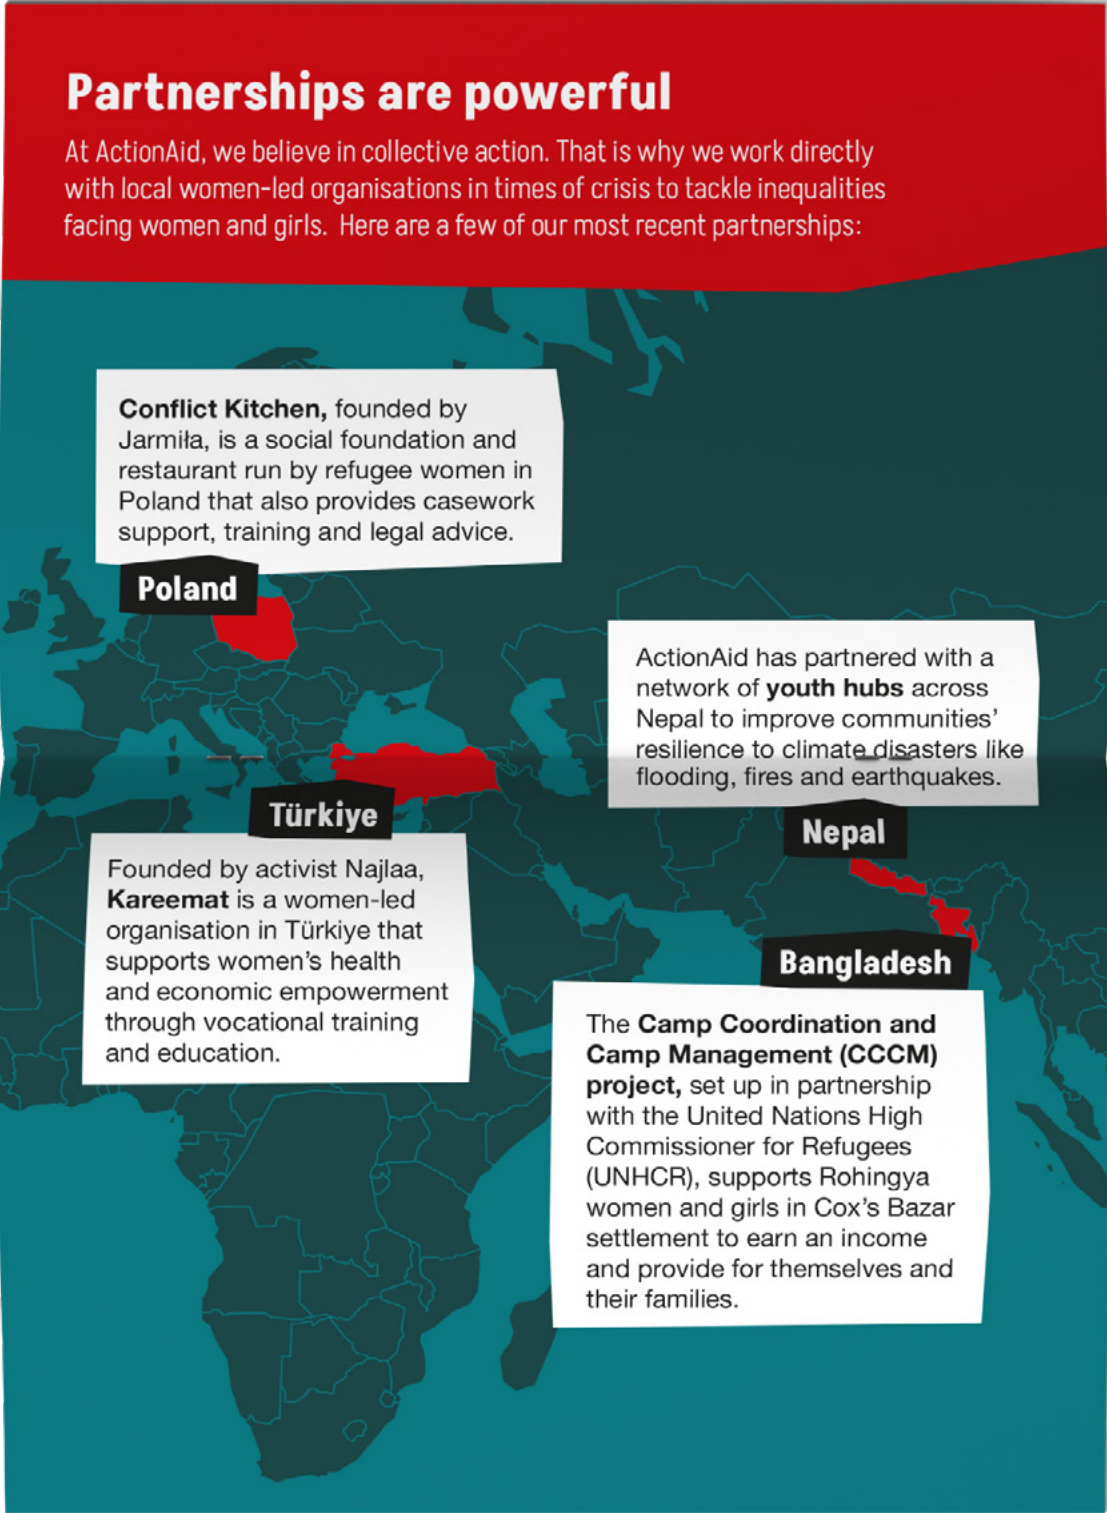 Partnerships are powerful
At ActionAid, we believe in collective action. That is why we work directly
with local women-led organisations in times of crisis to tackle inequalities
facing women and girls. Here are a few of our most recent partnerships:
Conflict Kitchen, founded by
Jarmiła, is a social foundation and
restaurant run by refugee women in
Poland that also provides casework
support, training and legal advice.
Poland
ActionAid has partnered with a
network of youth hubs across
Nepal to improve communities’
resilience to climate disasters like
flooding, fires and earthquakes.
Nepal
Türkiye
Founded by activist Najlaa,
Kareemat is a women-led
organisation in Türkiye that
supports women’s health
and economic empowerment
through vocational training
and education.
Bangladesh
The Camp Coordination and
Camp Management (CCCM)
project, set up in partnership
with the United Nations High
Commissioner for Refugees
(UNHCR), supports Rohingya
women and girls in Cox’s Bazar
settlement to earn an income
and provide for themselves and
their families.